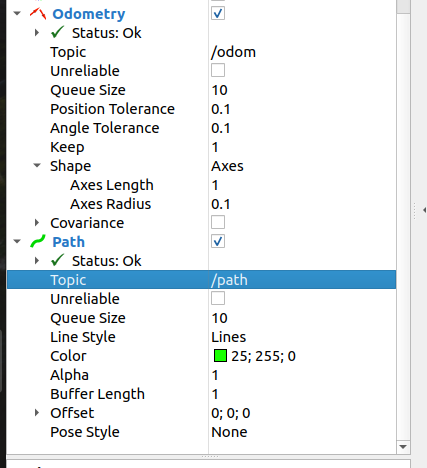 Odometry
Status: Ok
Topic /odom
Unreliable
Queue Size 10
Position Tolerance 0.1
Angle Tolerance 0.1
Keep 1
Shape Axes
Axes Length 1
Axes Radius 0.1
Covariance
Path
Status: Ok
Topic /path
Unreliable
Queue Size 10
Line Style Lines
Color 25; 255; 0
Alpha 1
Buffer Length 1
Offset 0; 0; 0
Pose Style None